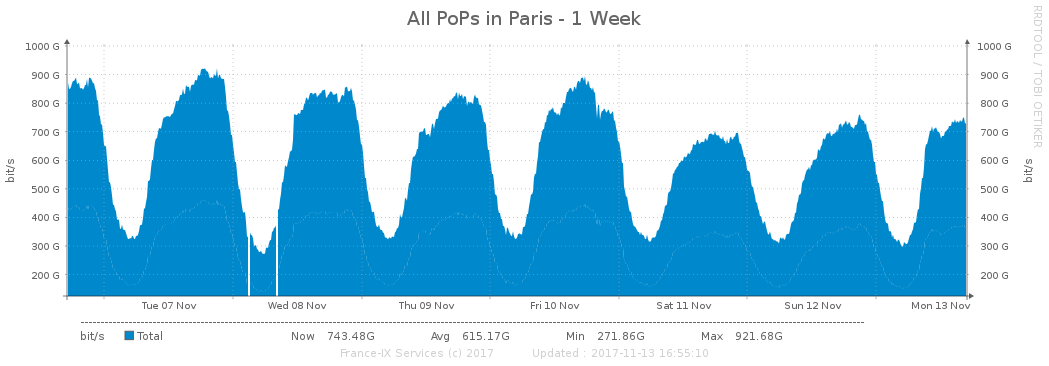 All PoPs in Paris - 1 Week
RRDTOOL / TOBI OETIKER
1000 G 1000 G
900 G 900 G
800 G 800 G
700 G 700 G
600 G 600 G
500 G 500 G
400 G 400 G
300 G 300 G
200 G 200 G
bit/s bit/s
Tue 07 Nov Wed 08 Nov Thu 09 Nov Fri 10 Nov Sat 11 Nov Sun 12 Nov Mon 13 Nov
bit/s Total Now 743.48G Avg 615.17G Min 271.86G Max 921.68G
France-IX Services (c) 2017 Updated : 2017-11-13 16:55:10